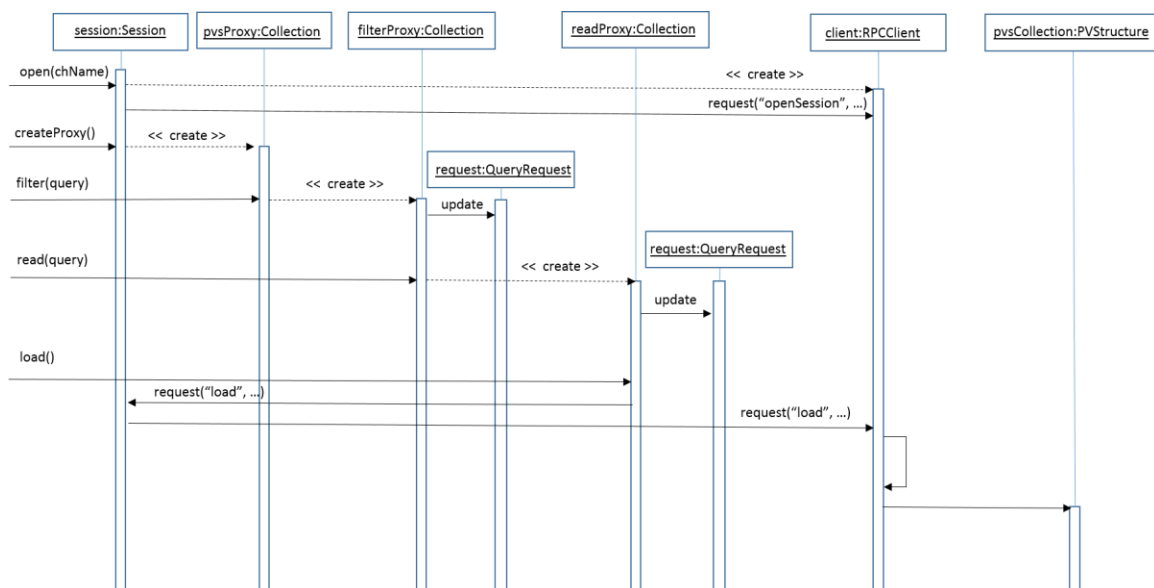 session:Session
pvsProxy:Collection
filterProxy:Collection
readProxy:Collection
client:RPCClient
pvsCollection:PVStructure
open(chName)
<< create >>
request(“openSession”, ...)
createProxy()
<< create >>
request:QueryRequest
filter(query)
<< create >>
update
request:QueryRequest
read(query)
<< create >>
update
load()
request(“load”, ...)
request(“load”, ...)